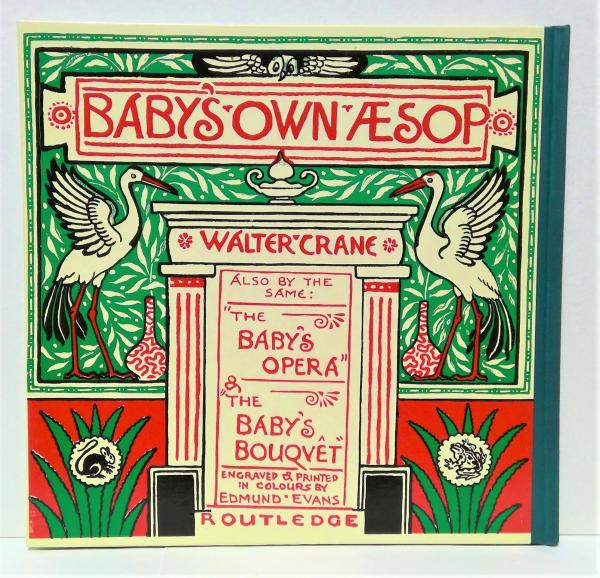 BABY'S·OWN·ÆSOP
WALTER·CRANE
ALSO BY THE
SAME:
"THE
BABY'S
OPERA"
&
"THE
BABY'S
BOUQVÊT"
ENGRAVED & PRINTED
IN COLOURS BY
EDMUND·EVANS
ROUTLEDGE